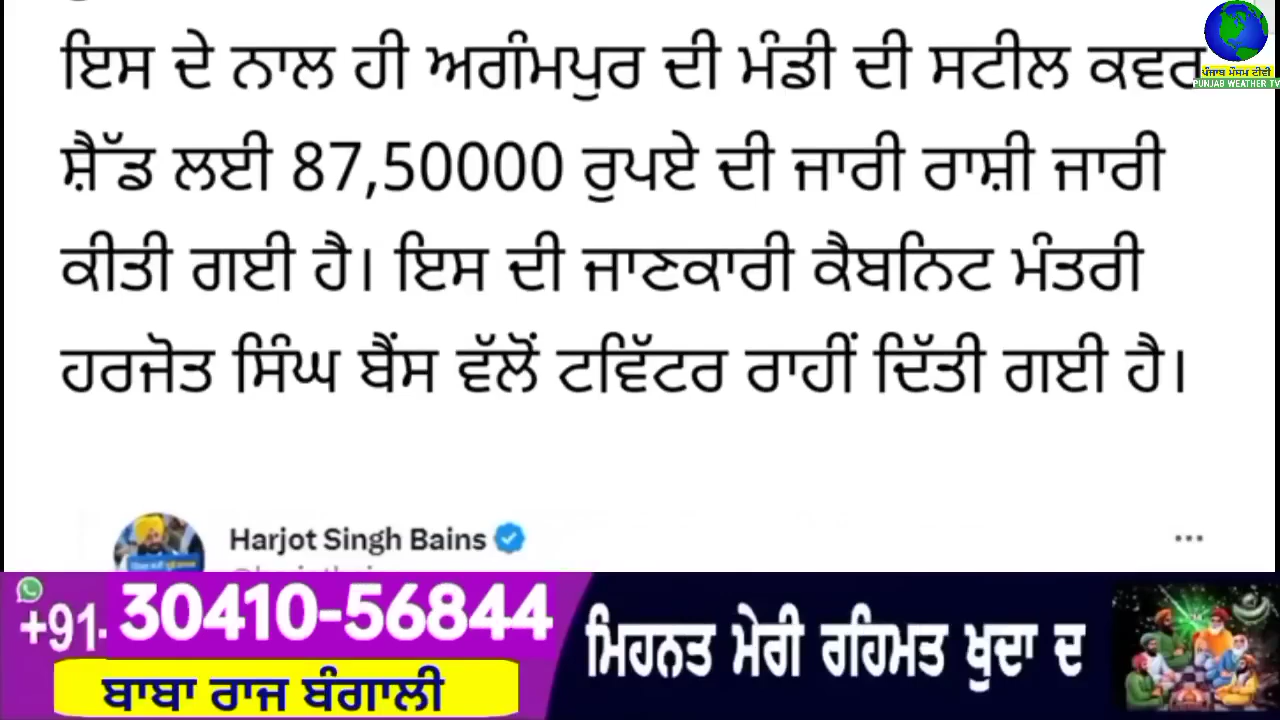 ਇਸ ਦੇ ਨਾਲ ਹੀ ਅਗੰਮਪੁਰ ਦੀ ਮੰਡੀ ਦੀ ਸਟੀਲ ਕਵਰ
ਸ਼ੈੱਡ ਲਈ 87,50000 ਰੁਪਏ ਦੀ ਜਾਰੀ ਰਾਸ਼ੀ ਜਾਰੀ
ਕੀਤੀ ਗਈ ਹੈ। ਇਸ ਦੀ ਜਾਣਕਾਰੀ ਕੈਬਨਿਟ ਮੰਤਰੀ
ਹਰਜੋਤ ਸਿੰਘ ਬੈਂਸ ਵੱਲੋਂ ਟਵਿੱਟਰ ਰਾਹੀਂ ਦਿੱਤੀ ਗਈ ਹੈ।
ਪੰਜਾਬ ਮੌਸਮ ਟੀਵੀ
PUNJAB WEATHER TV
Harjot Singh Bains
+91- 30410-56844
ਬਾਬਾ ਰਾਜ ਬੰਗਾਲੀ
ਮਿਹਨਤ ਮੇਰੀ ਰਹਿਮਤ ਖੁਦਾ ਦ